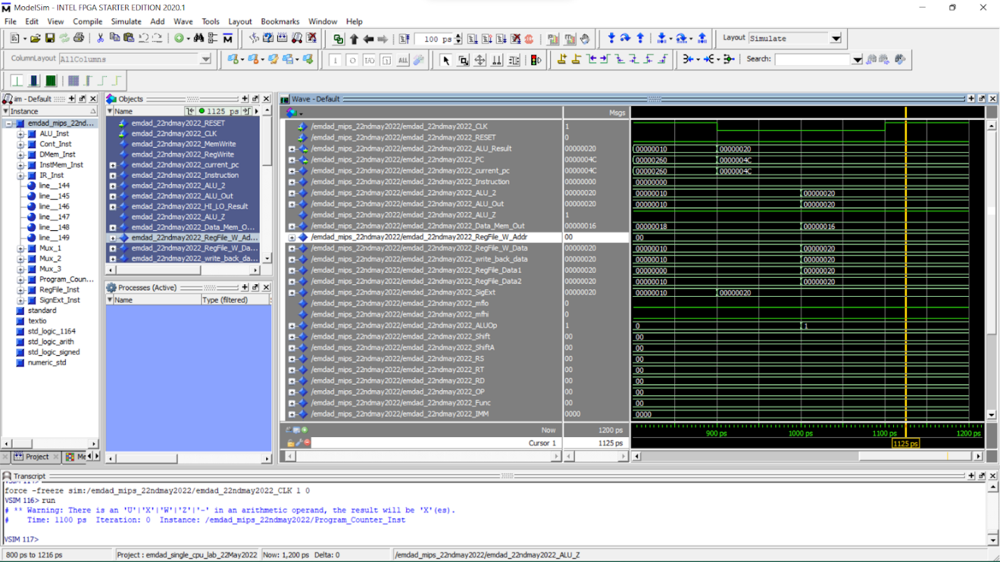 ModelSim - INTEL FPGA STARTER EDITION 2020.1
File Edit View Compile Simulate Add Wave Tools Layout Bookmarks Window Help
100 ps
Layout Simulate
ColumnLayout AllColumns
Search:
sim - Default
Instance
emdad_mips_22nd...
ALU_Inst
Cont_Inst
DMem_Inst
InstMem_Inst
IR_Inst
line__144
line__145
line__146
line__147
line__148
line__149
Mux_1
Mux_2
Mux_3
Program_Coun...
RegFile_Inst
SignExt_Inst
standard
textio
std_logic_1164
std_logic_arith
std_logic_signed
numeric_std
Project
Objects
Name 1125 ps
emdad_22ndmay2022_RESET
emdad_22ndmay2022_CLK
emdad_22ndmay2022_MemWrite
emdad_22ndmay2022_RegWrite
emdad_22ndmay2022_current_pc
emdad_22ndmay2022_Instruction
emdad_22ndmay2022_ALU_2
emdad_22ndmay2022_ALU_Out
emdad_22ndmay2022_HI_LO_Result
emdad_22ndmay2022_ALU_Z
emdad_22ndmay2022_Data_Mem_O...
emdad_22ndmay2022_RegFile_W_Ad...
emdad_22ndmay2022_RegFile_W_Da...
emdad_22ndmay2022_write_back_da...
Processes (Active)
Name Type (filtered)
Wave - Default
Msgs
/emdad_mips_22ndmay2022/emdad_22ndmay2022_CLK 1
/emdad_mips_22ndmay2022/emdad_22ndmay2022_RESET 0
/emdad_mips_22ndmay2022/emdad_22ndmay2022_ALU_Result 00000020 00000010 00000020
/emdad_mips_22ndmay2022/emdad_22ndmay2022_PC 0000004C 00000260 0000004C
/emdad_mips_22ndmay2022/emdad_22ndmay2022_current_pc 0000004C 00000260 0000004C
/emdad_mips_22ndmay2022/emdad_22ndmay2022_Instruction 00000000 00000000
/emdad_mips_22ndmay2022/emdad_22ndmay2022_ALU_2 00000020 00000010 00000020
/emdad_mips_22ndmay2022/emdad_22ndmay2022_ALU_Out 00000020 00000010 00000020
/emdad_mips_22ndmay2022/emdad_22ndmay2022_ALU_Z 1
/emdad_mips_22ndmay2022/emdad_22ndmay2022_Data_Mem_Out 00000016 00000018 00000016
/emdad_mips_22ndmay2022/emdad_22ndmay2022_RegFile_W_Addr 00 00
/emdad_mips_22ndmay2022/emdad_22ndmay2022_RegFile_W_Data 00000020 00000010 00000020
/emdad_mips_22ndmay2022/emdad_22ndmay2022_write_back_data 00000020 00000010 00000020
/emdad_mips_22ndmay2022/emdad_22ndmay2022_RegFile_Data1 00000020 00000000 00000020
/emdad_mips_22ndmay2022/emdad_22ndmay2022_RegFile_Data2 00000020 00000010 00000020
/emdad_mips_22ndmay2022/emdad_22ndmay2022_SigExt 00000020 00000010 00000020
/emdad_mips_22ndmay2022/emdad_22ndmay2022_mflo 0
/emdad_mips_22ndmay2022/emdad_22ndmay2022_mfhi 0
/emdad_mips_22ndmay2022/emdad_22ndmay2022_ALUOp 1 0 1
/emdad_mips_22ndmay2022/emdad_22ndmay2022_Shift 00 00
/emdad_mips_22ndmay2022/emdad_22ndmay2022_ShiftA 00 00
/emdad_mips_22ndmay2022/emdad_22ndmay2022_RS 00 00
/emdad_mips_22ndmay2022/emdad_22ndmay2022_RT 00 00
/emdad_mips_22ndmay2022/emdad_22ndmay2022_RD 00 00
/emdad_mips_22ndmay2022/emdad_22ndmay2022_OP 00 00
/emdad_mips_22ndmay2022/emdad_22ndmay2022_Func 00 00
/emdad_mips_22ndmay2022/emdad_22ndmay2022_IMM 0000 0000
Now 1200 ps 900 ps 1000 ps 1100 ps 1200 ps
Cursor 1 1125 ps 1125 ps
Transcript
force -freeze sim:/emdad_mips_22ndmay2022/emdad_22ndmay2022_CLK 1 0
VSIM 116> run
# ** Warning: There is an 'U'|'X'|'W'|'Z'|'-' in an arithmetic operand, the result will be 'X'(es).
# Time: 1100 ps Iteration: 0 Instance: /emdad_mips_22ndmay2022/Program_Counter_Inst
VSIM 117>
800 ps to 1216 ps Project : emdad_single_cpu_lab_22May2022 Now: 1,200 ps Delta: 0 /emdad_mips_22ndmay2022/emdad_22ndmay2022_ALU_Z